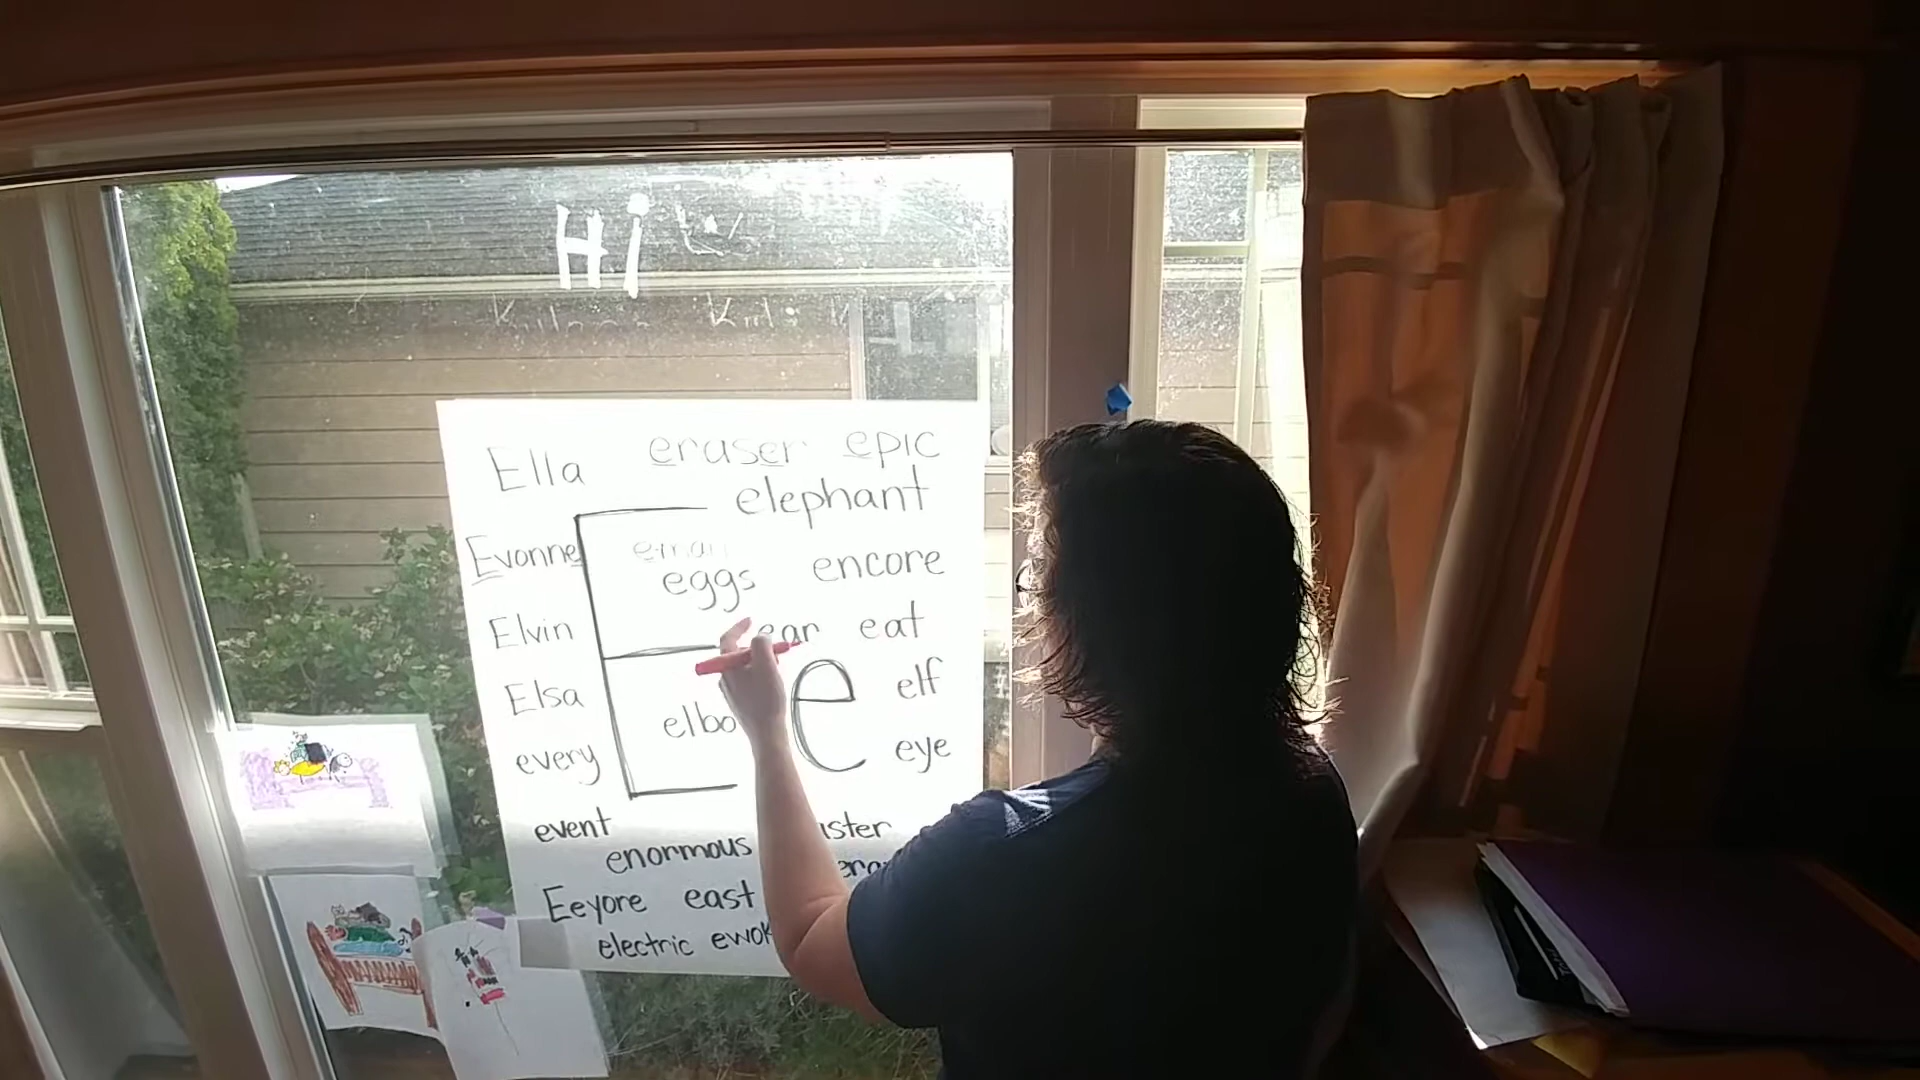 Hi
Ella eraser epic
elephant
Evonne
eggs encore
Elvin ear eat
E e
Elsa elf
every eye
event
enormous
Eeyore east
electric